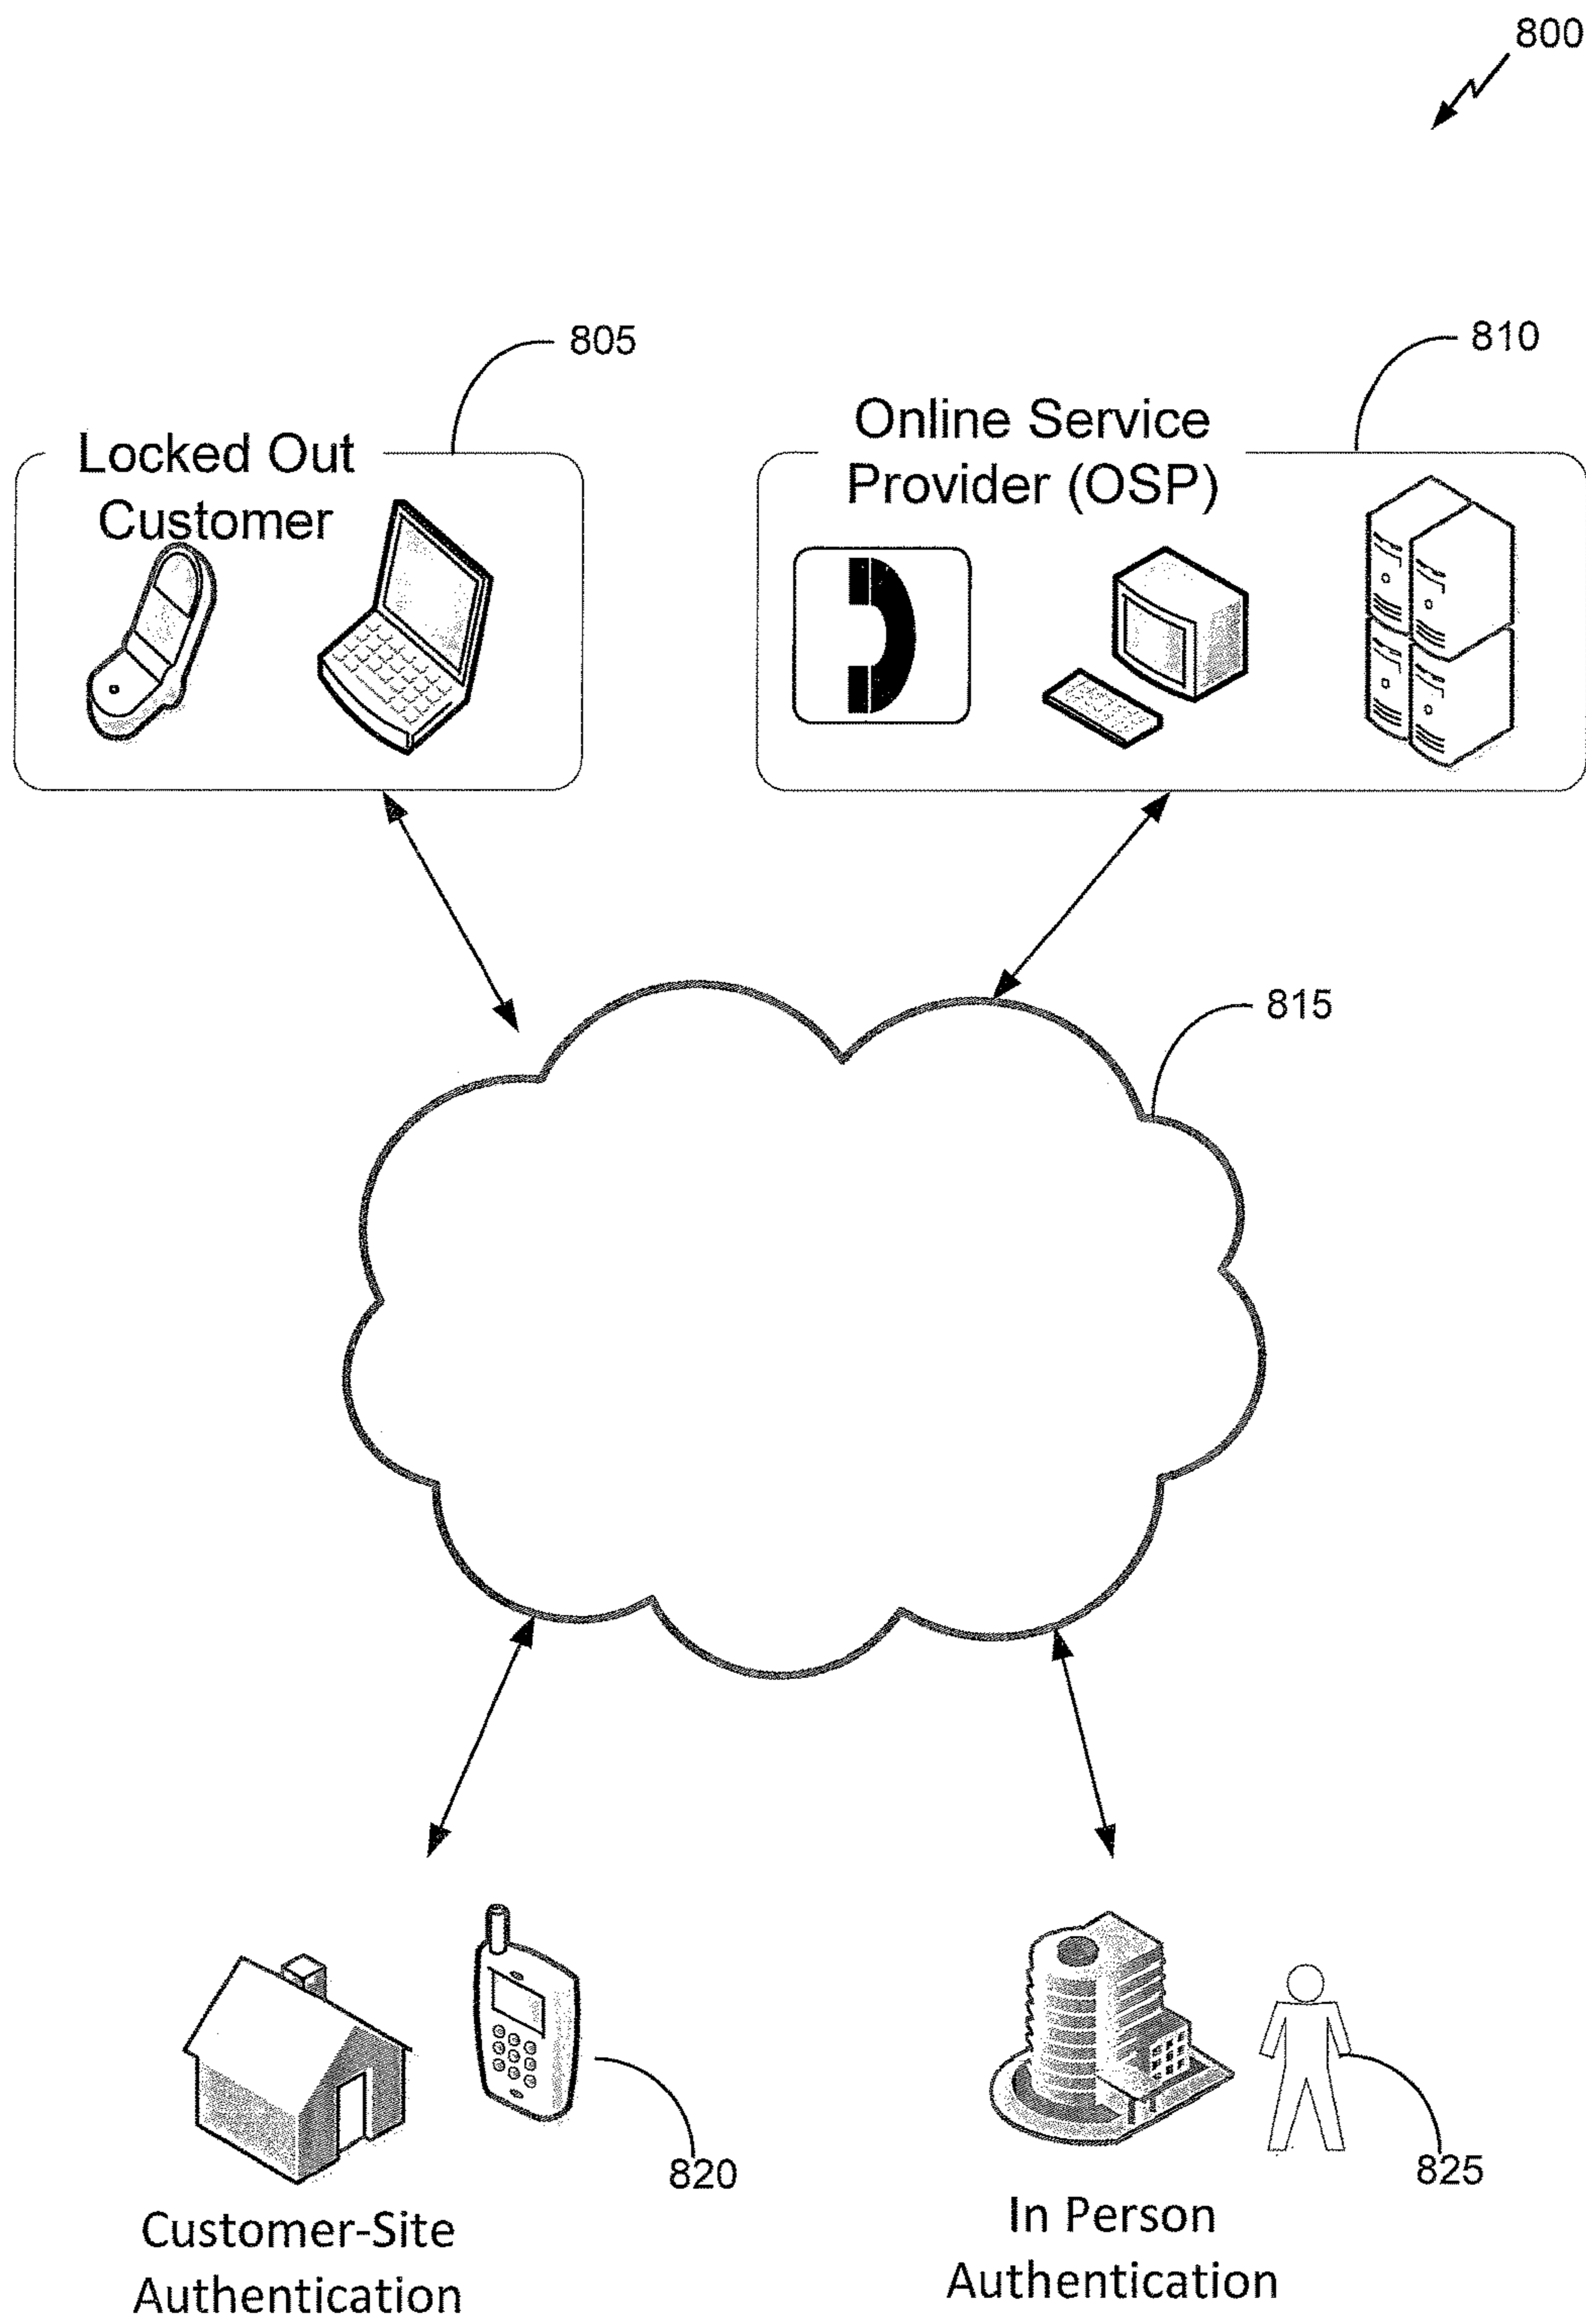 800
805
810
Locked Out
Customer
Online Service
Provider (OSP)
815
820
825
Customer-Site
Authentication
In Person
Authentication